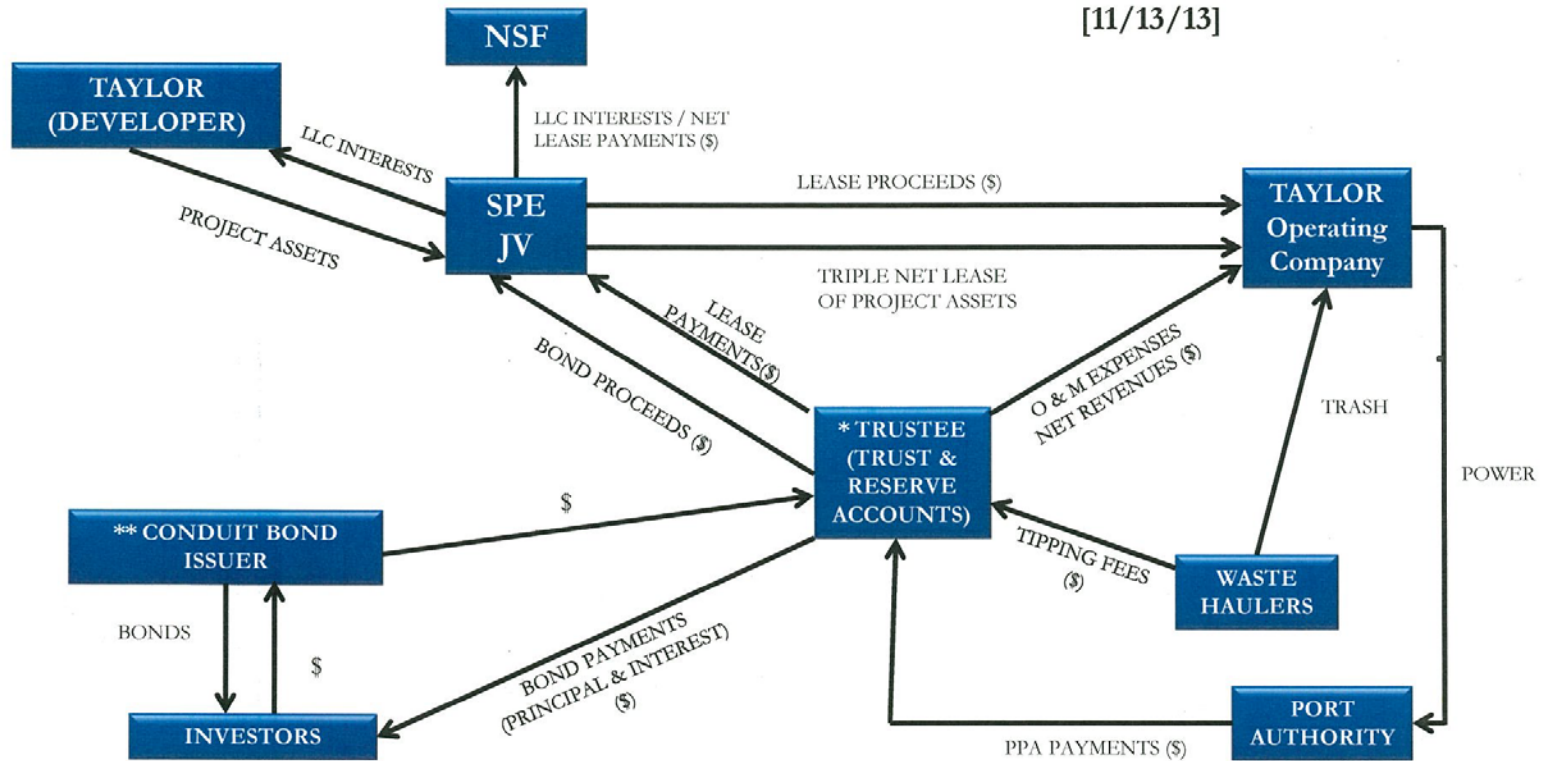 [11/13/13]
NSF
TAYLOR
(DEVELOPER)
LLC INTERESTS / NET
LEASE PAYMENTS ($)
LLC INTERESTS
PROJECT ASSETS
SPE
JV
LEASE PROCEEDS ($)
TRIPLE NET LEASE
OF PROJECT ASSETS
TAYLOR
Operating
Company
LEASE
PAYMENTS($)
BOND PROCEEDS ($)
O & M EXPENSES
NET REVENUES ($)
TRASH
POWER
* TRUSTEE
(TRUST &
RESERVE
ACCOUNTS)
$
** CONDUIT BOND
ISSUER
TIPPING FEES
($)
WASTE
HAULERS
BONDS
$
BOND PAYMENTS
(PRINCIPAL & INTEREST)
($)
INVESTORS
PORT
AUTHORITY
PPA PAYMENTS ($)